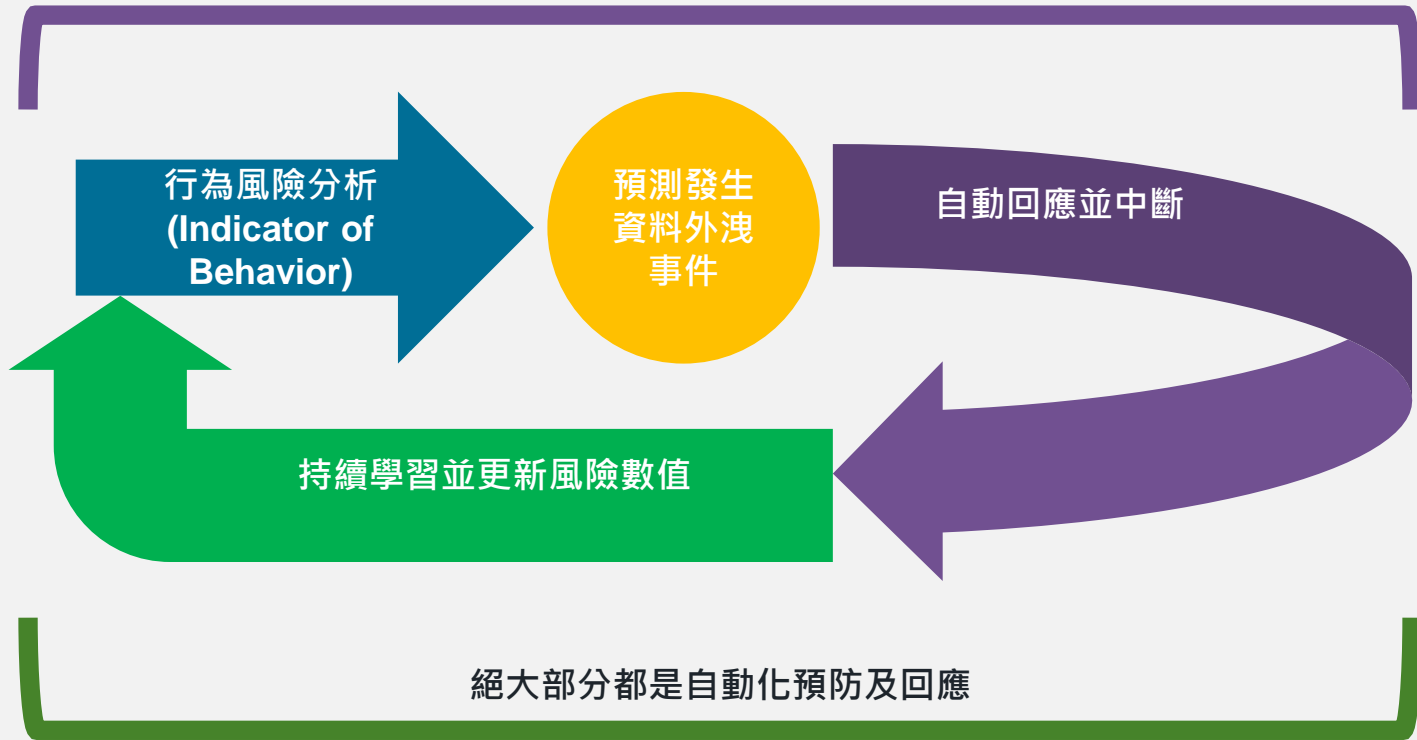 行為風險分析
(Indicator of
Behavior)
預測發生
資料外洩
事件
自動回應並中斷
持續學習並更新風險數值
絕大部分都是自動化預防及回應